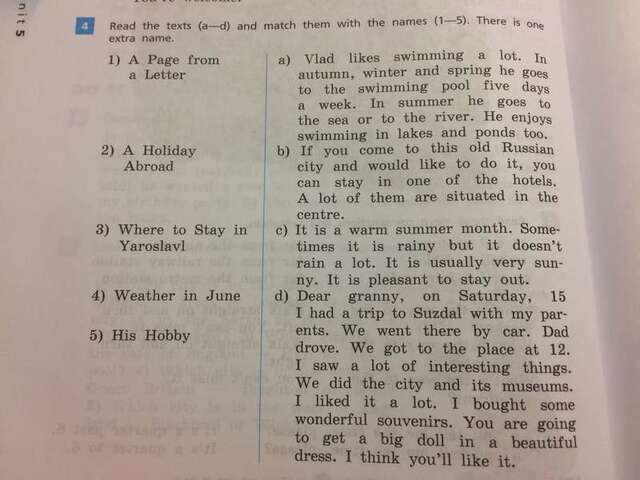 nit 5
You're welcome.
4 Read the texts (a—d) and match them with the names (1—5). There is one
extra name.
1) A Page from
a Letter
2) A Holiday
Abroad
3) Where to Stay in
Yaroslavl
4) Weather in June
5) His Hobby
a) Vlad likes swimming a lot. In
autumn, winter and spring he goes
to the swimming pool five days
a week. In summer he goes to
the sea or to the river. He enjoys
swimming in lakes and ponds too.
b) If you come to this old Russian
city and would like to do it, you
can stay in one of the hotels.
A lot of them are situated in the
centre.
c) It is a warm summer month. Some-
times it is rainy but it doesn't
rain a lot. It is usually very sun-
ny. It is pleasant to stay out.
d) Dear granny, on Saturday, 15
I had a trip to Suzdal with my par-
ents. We went there by car. Dad
drove. We got to the place at 12.
I saw a lot of interesting things.
We did the city and its museums.
I liked it a lot. I bought some
wonderful souvenirs. You are going
to get a big doll in a beautiful
dress. I think you'll like it.